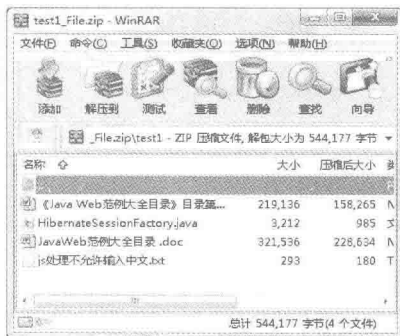 test1_File.zip - WinRAR
文件(F) 命令(C) 工具(S) 收藏夹(O) 选项(N) 帮助(H)
添加 解压到 测试 查看 删除 查找 向导
_File.zip\test1 - ZIP 压缩文件, 解包大小为 544,177 字节
名称 大小 压缩后大小 类
《Java Web范例大全目录》目录篇... 219,136 158,265 N
HibernateSessionFactory.java 3,212 985 文
JavaWeb范例大全目录 .doc 321,536 228,634 N
js处理不允许输入中文.txt 293 180 T
总计 544,177 字节(4 个文件)